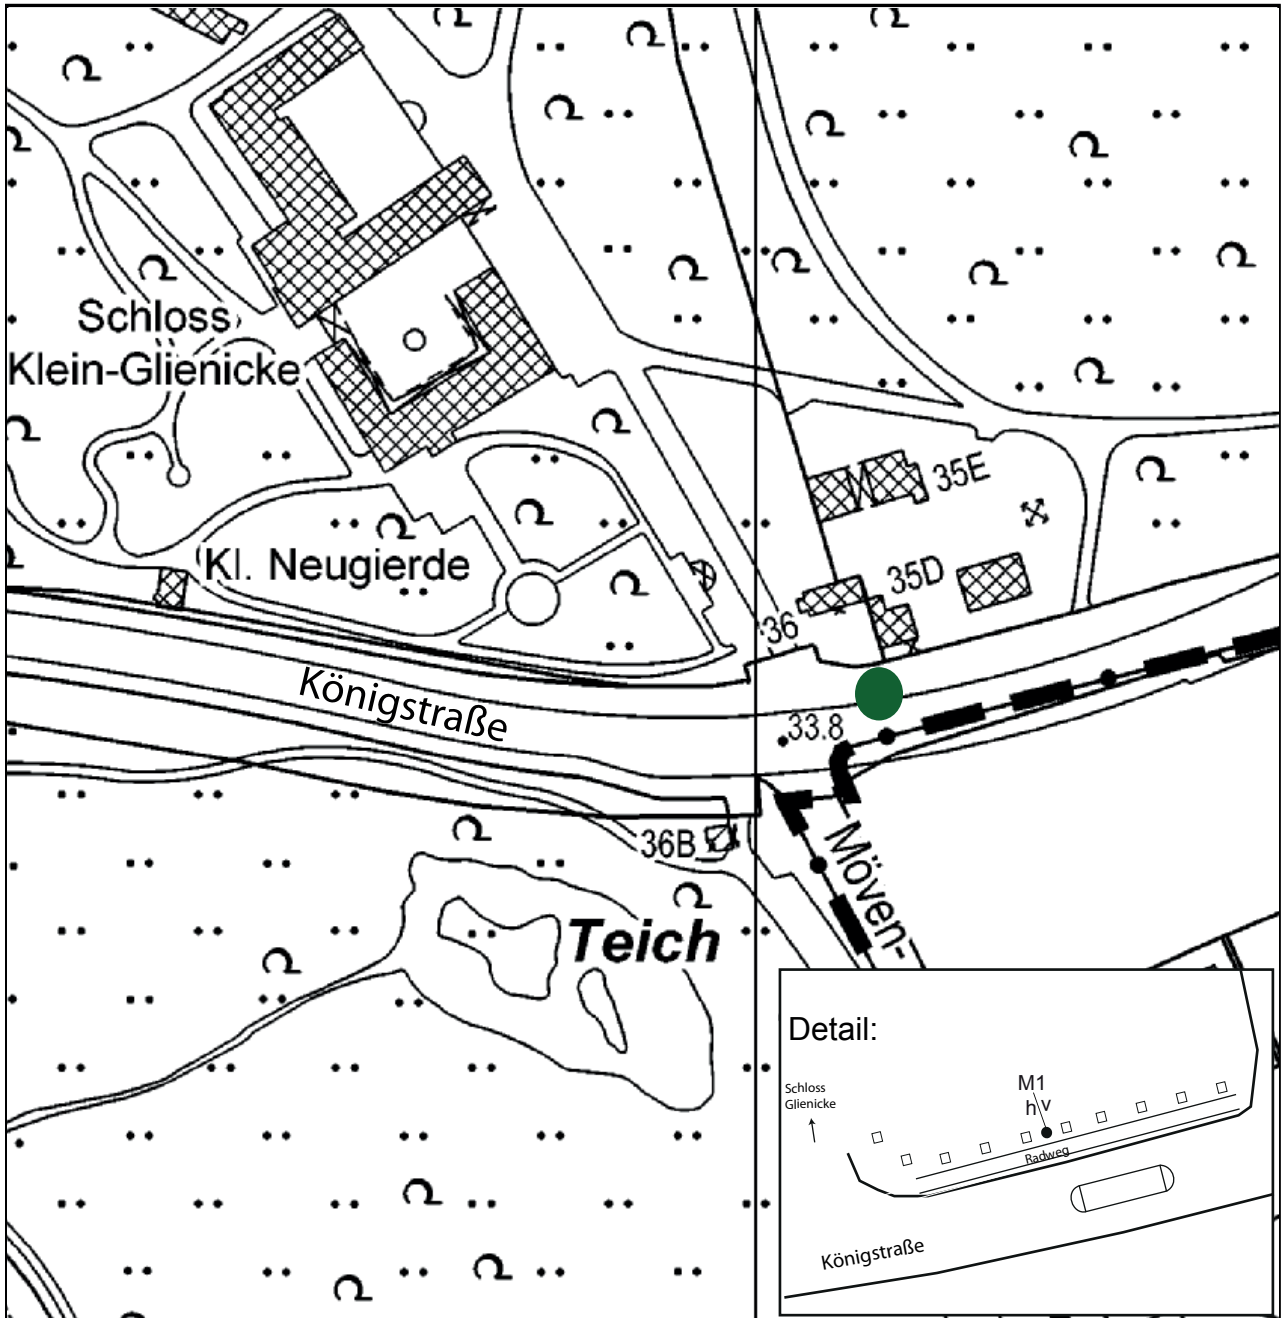 Schloss
Klein-Glienicke
35E
Kl. Neugierde
35D
36
Königstraße
33.8
36B
Möven-
Teich
Detail:
Schloss
Glienicke
M1
h v
Radweg
Königstraße